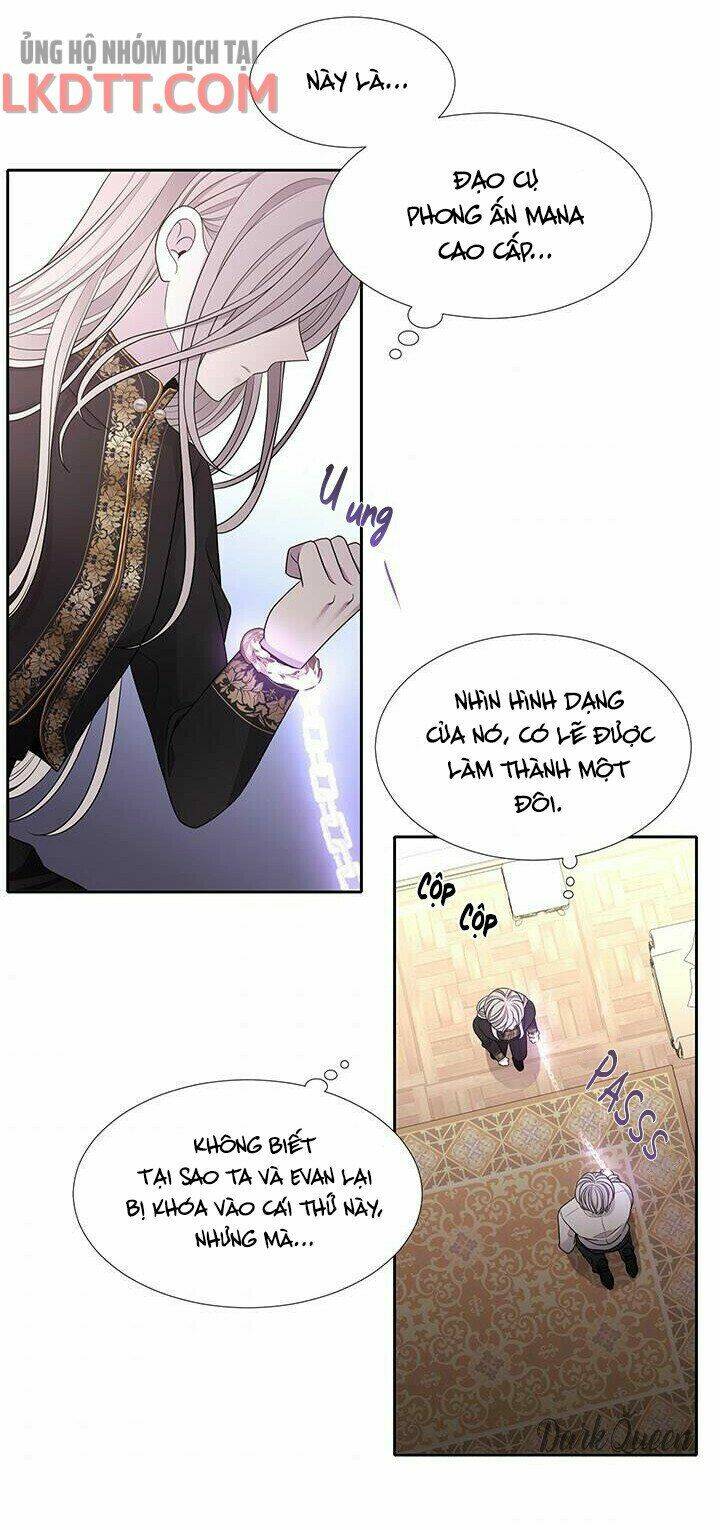 ỦNG HỘ NHÓM DỊCH TẠI
LKDTT.COM
NÀY LÀ...
ĐẠO CỤ
PHONG ẤN MANA
CAO CẤP...
U ung
NHÌN HÌNH DẠNG
CỦA NÓ, CÓ LẼ ĐƯỢC
LÀM THÀNH MỘT
ĐÔI.
CỘP
CỘP
PASSS
KHÔNG BIẾT
TẠI SAO TA VÀ EVAN LẠI
BỊ KHÓA VÀO CÁI THỨ NÀY,
NHƯNG MÀ...
DarkQueen